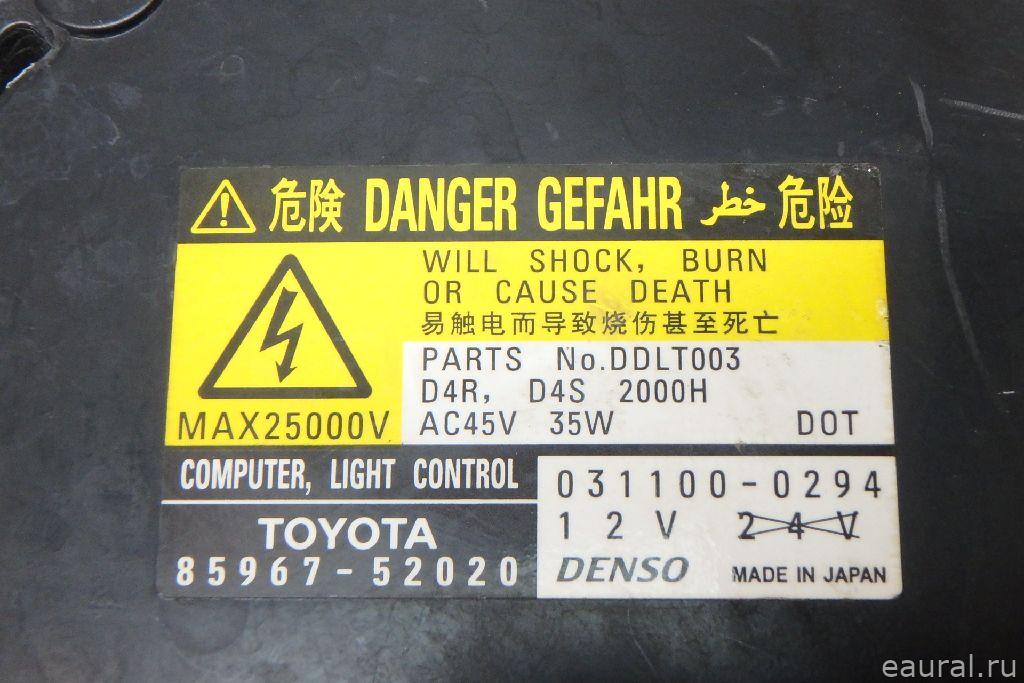 危険 DANGER GEFAHR خطر 危险
WILL SHOCK, BURN
OR CAUSE DEATH
易触电而导致烧伤甚至死亡
MAX25000V
PARTS No.DDLT003
D4R, D4S 2000H
AC45V 35W DOT
COMPUTER, LIGHT CONTROL
TOYOTA
85967-52020
031100-0294
12V 24V
DENSO MADE IN JAPAN
eaural.ru